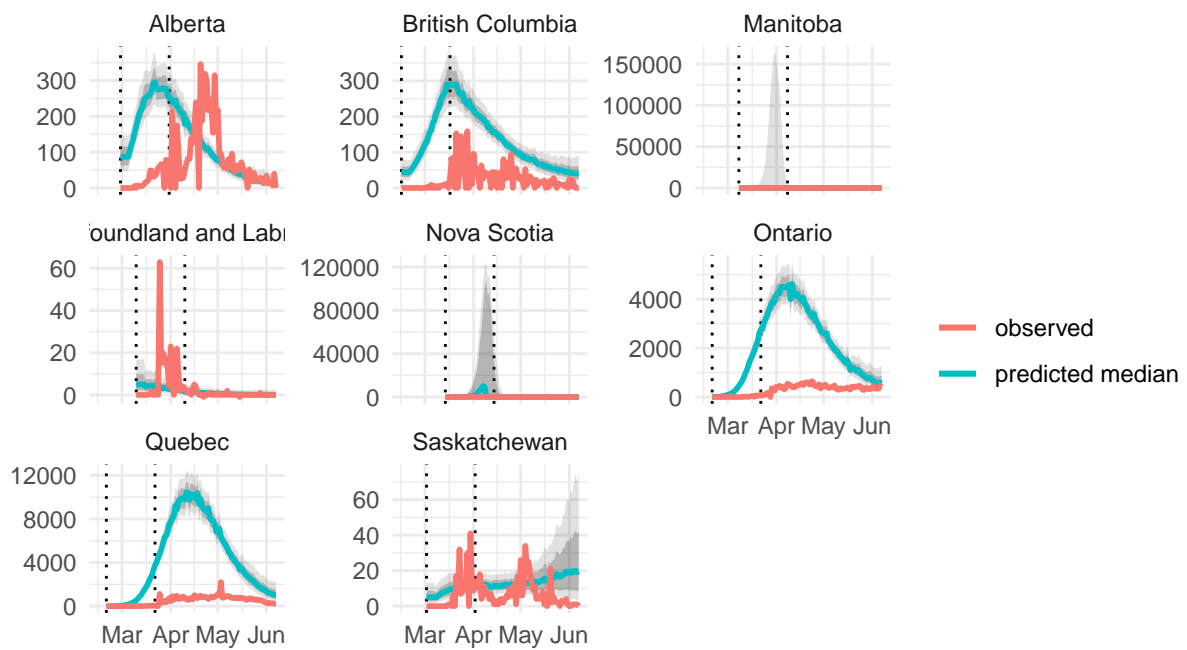 Alberta
British Columbia
Manitoba
300
200
100
0
300
200
100
0
150000
100000
50000
0
foundland and Labr
Nova Scotia
Ontario
60
40
20
0
120000
80000
40000
0
4000
2000
0
Mar Apr May Jun
observed
predicted median
Quebec
Saskatchewan
12000
8000
4000
0
60
40
20
0
Mar Apr May Jun
Mar Apr May Jun